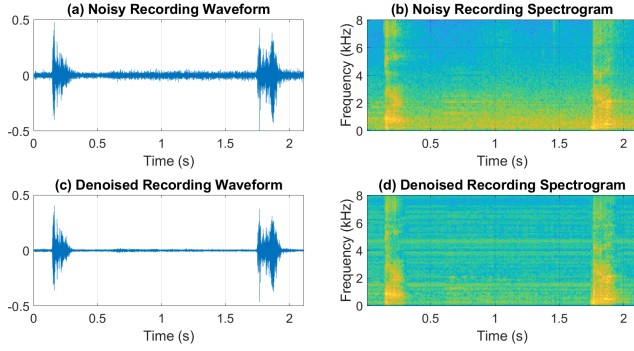 (a) Noisy Recording Waveform
0.5
0
-0.5
0 0.5 1 1.5 2
Time (s)
(b) Noisy Recording Spectrogram
Frequency (kHz)
8
6
4
2
0
0 0.5 1 1.5 2
Time (s)
(c) Denoised Recording Waveform
0.5
0
-0.5
0 0.5 1 1.5 2
Time (s)
(d) Denoised Recording Spectrogram
Frequency (kHz)
8
6
4
2
0
0 0.5 1 1.5 2
Time (s)